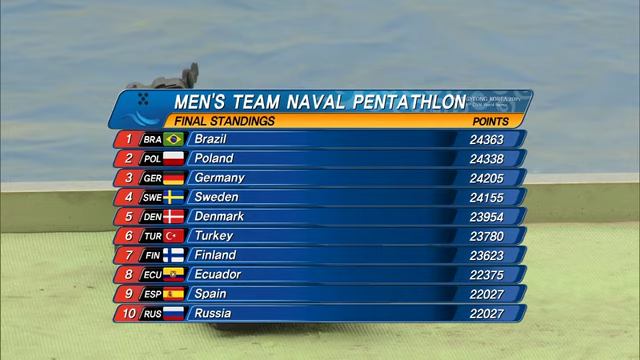 MEN'S TEAM NAVAL PENTATHLON
FINAL STANDINGS POINTS
1 BRA Brazil 24363
2 POL Poland 24338
3 GER Germany 24205
4 SWE Sweden 24155
5 DEN Denmark 23954
6 TUR Turkey 23780
7 FIN Finland 23623
8 ECU Ecuador 22375
9 ESP Spain 22027
10 RUS Russia 22027